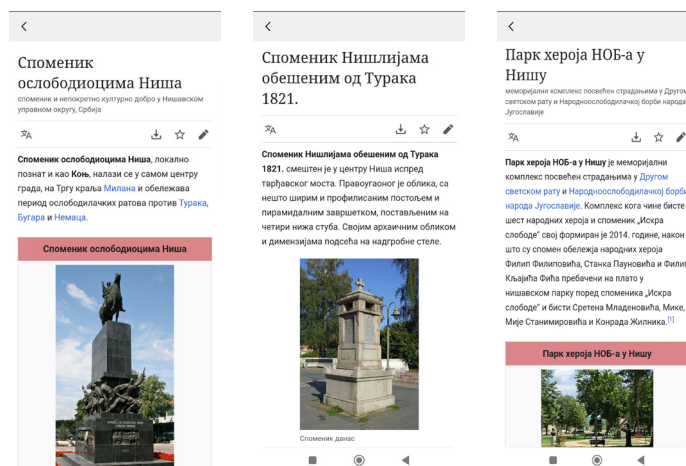 Споменик
ослободиоцима Ниша
споменик и непокретно културно добро у Нишавском
управном округу, Србија
Споменик ослободиоцима Ниша, локално
познат и као Коњ, налази се у самом центру
града, на Тргу краља Милана и обележава
период ослободилачких ратова против Турака,
Бугара и Немаца.
Споменик ослободиоцима Ниша
Споменик Нишлијама
обешеним од Турака
1821.
Споменик Нишлијама обешеним од Турака
1821. смештен је у центру Ниша испред
тврђавског моста. Правоугаоног је облика, са
нешто ширим и профилисаним постољем и
пирамидалним завршетком, постављеним на
четири нижа стуба. Својим архаичним обликом
и димензијама подсећа на надгробне стеле.
Споменик данас
Парк хероја НОБ-а у
Нишу
меморијални комплекс посвећен страдањима у Другом
светском рату и Народноослободилачкој борби народа
Југославије
Парк хероја НОБ-а у Нишу је меморијални
комплекс посвећен страдањима у Другом
светском рату и Народноослободилачкој борби
народа Југославије. Комплекс кога чине бисте
шест народних хероја и споменик „Искра
слободе" свој формиран је 2014. године, након
што су спомен обележја народних хероја
Филип Филиповића, Станка Пауновића и Филип
Кљајића Фића пребачени на плато у
нишавском парку поред споменика „Искра
слободе" и бисти Сретена Младеновића, Мике,
Мије Станимировића и Конрада Жилника.[1]
Парк хероја НОБ-а у Нишу